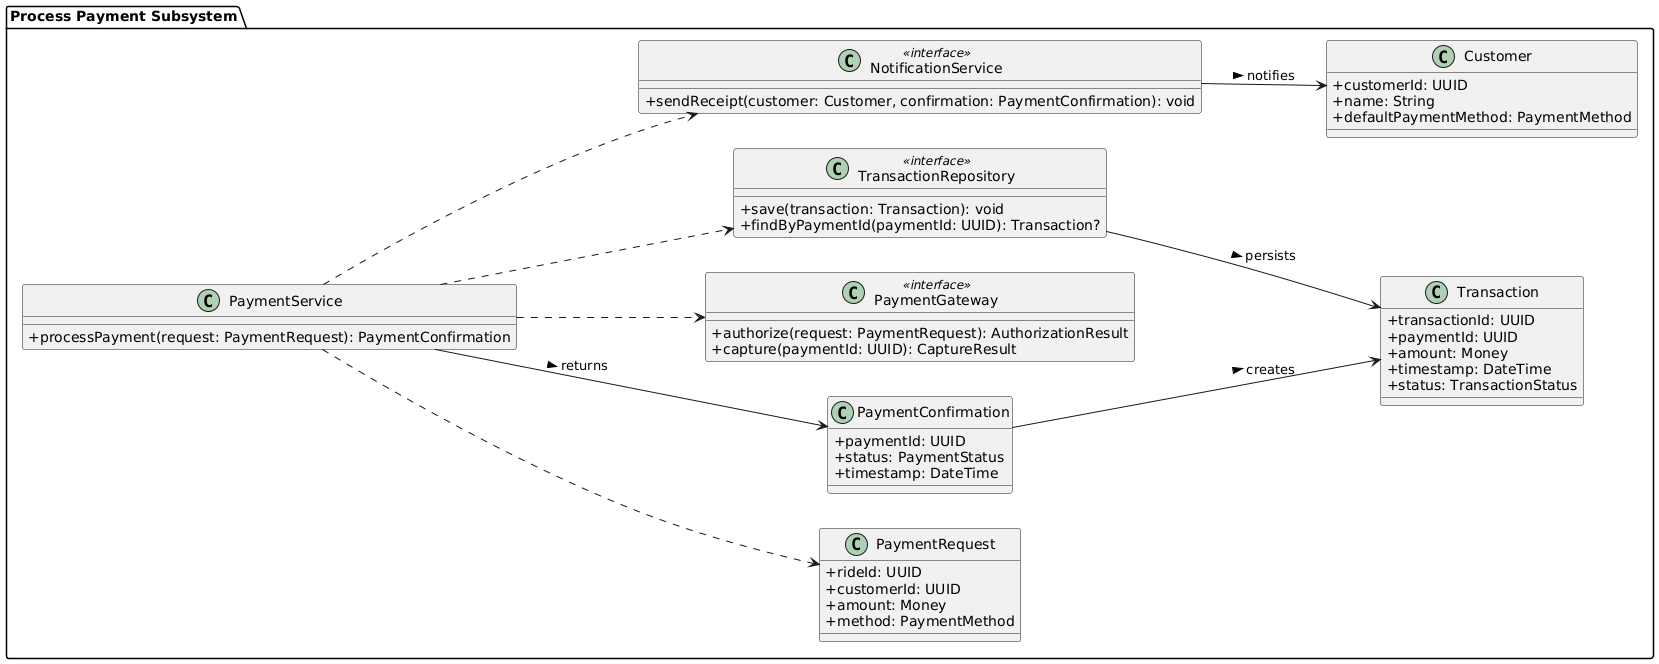 Process Payment Subsystem
«interface»
NotificationService
+sendReceipt(customer: Customer, confirmation: PaymentConfirmation): void
notifies
Customer
+customerId: UUID
+name: String
+defaultPaymentMethod: PaymentMethod
«interface»
TransactionRepository
+save(transaction: Transaction): void
+findByPaymentId(paymentId: UUID): Transaction?
persists
PaymentService
+processPayment(request: PaymentRequest): PaymentConfirmation
«interface»
PaymentGateway
+authorize(request: PaymentRequest): AuthorizationResult
+capture(paymentId: UUID): CaptureResult
Transaction
+transactionId: UUID
+paymentId: UUID
+amount: Money
+timestamp: DateTime
+status: TransactionStatus
returns
creates
PaymentConfirmation
+paymentId: UUID
+status: PaymentStatus
+timestamp: DateTime
PaymentRequest
+rideId: UUID
+customerId: UUID
+amount: Money
+method: PaymentMethod